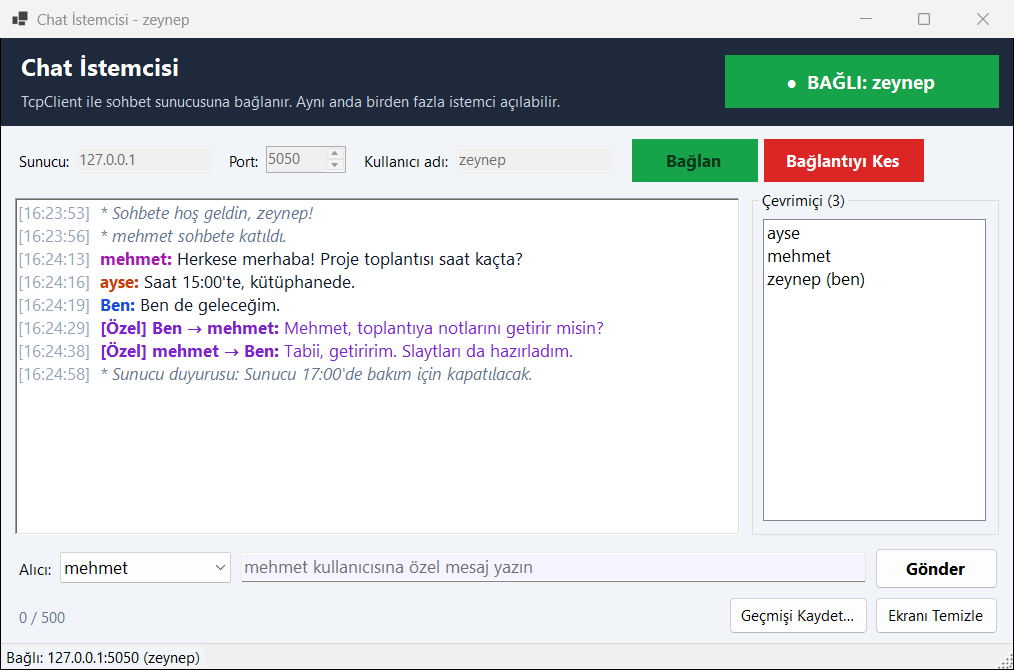 Chat İstemcisi - zeynep
Chat İstemcisi
TcpClient ile sohbet sunucusuna bağlanır. Aynı anda birden fazla istemci açılabilir.
● BAĞLI: zeynep
Sunucu: 127.0.0.1 Port: 5050 Kullanıcı adı: zeynep Bağlan Bağlantıyı Kes
[16:23:53] * Sohbete hoş geldin, zeynep!
[16:23:56] * mehmet sohbete katıldı.
[16:24:13] mehmet: Herkese merhaba! Proje toplantısı saat kaçta?
[16:24:16] ayse: Saat 15:00'te, kütüphanede.
[16:24:19] Ben: Ben de geleceğim.
[16:24:29] [Özel] Ben → mehmet: Mehmet, toplantıya notlarını getirir misin?
[16:24:38] [Özel] mehmet → Ben: Tabii, getiririm. Slaytları da hazırladım.
[16:24:58] * Sunucu duyurusu: Sunucu 17:00'de bakım için kapatılacak.
Çevrimiçi (3)
ayse
mehmet
zeynep (ben)
Alıcı: mehmet mehmet kullanıcısına özel mesaj yazın Gönder
0 / 500 Geçmişi Kaydet... Ekranı Temizle
Bağlı: 127.0.0.1:5050 (zeynep)